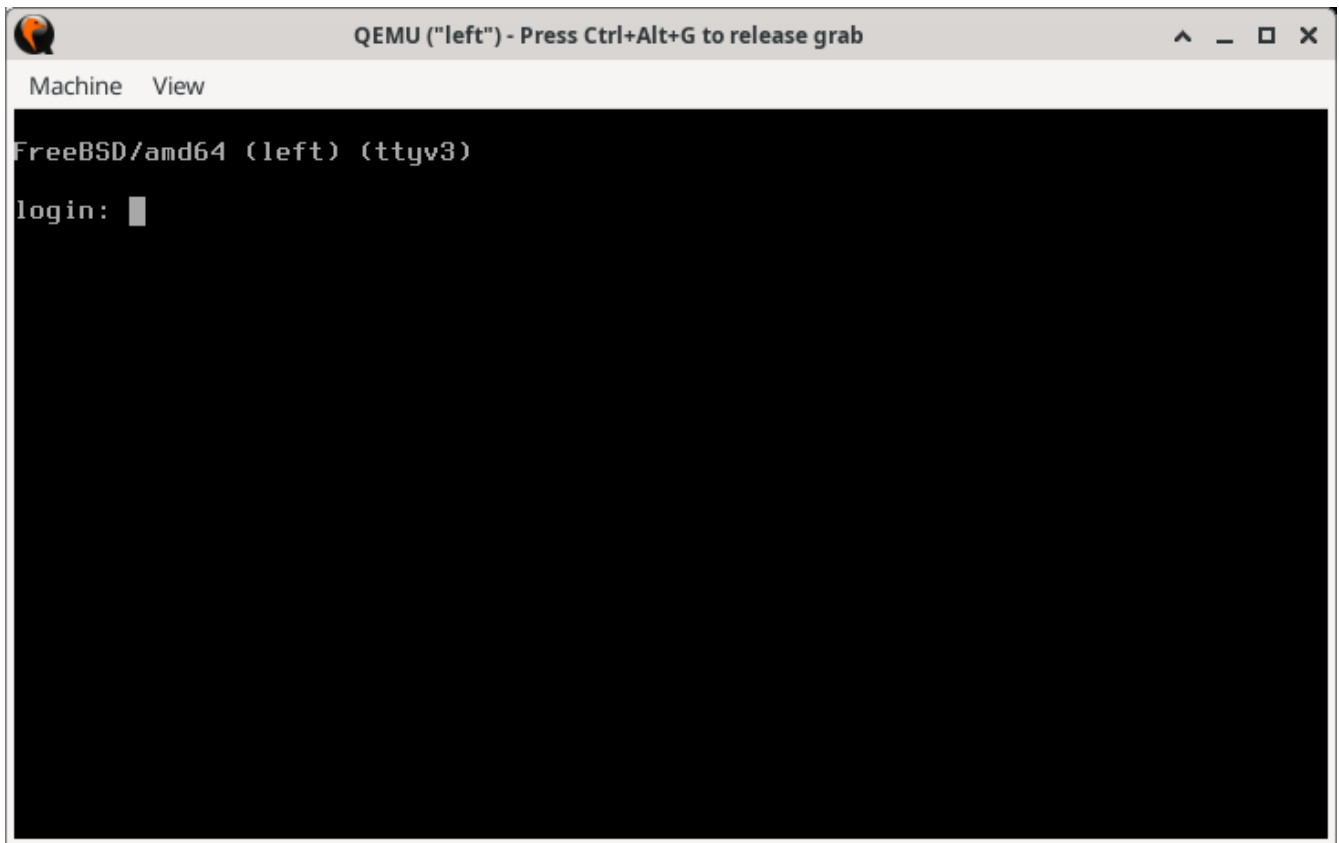 QEMU ("left") - Press Ctrl+Alt+G to release grab
Machine View
FreeBSD/amd64 (left) (ttyv3)
login: